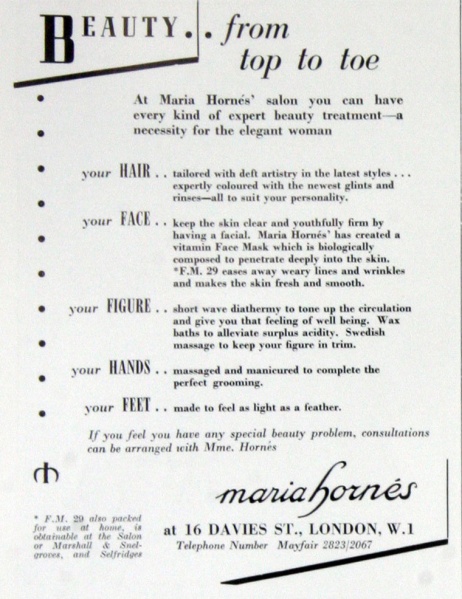 BEAUTY.. from
top to toe
At Maria Hornés' salon you can have
every kind of expert beauty treatment—a
necessity for the elegant woman
your HAIR .. tailored with deft artistry in the latest styles ...
expertly coloured with the newest glints and
rinses—all to suit your personality.
your FACE .. keep the skin clear and youthfully firm by
having a facial. Maria Hornés' has created a
vitamin Face Mask which is biologically
composed to penetrate deeply into the skin.
*F.M. 29 eases away weary lines and wrinkles
and makes the skin fresh and smooth.
your FIGURE .. short wave diathermy to tone up the circulation
and give you that feeling of well being. Wax
baths to alleviate surplus acidity. Swedish
massage to keep your figure in trim.
your HANDS .. massaged and manicured to complete the
perfect grooming.
your FEET .. made to feel as light as a feather.
If you feel you have any special beauty problem, consultations
can be arranged with Mme. Hornés
* F.M. 29 also packed
for use at home, is
obtainable at the Salon
or Marshall & Snel-
groves, and Selfridges
maria hornés
at 16 DAVIES ST., LONDON, W.1
Telephone Number Mayfair 2823/2067